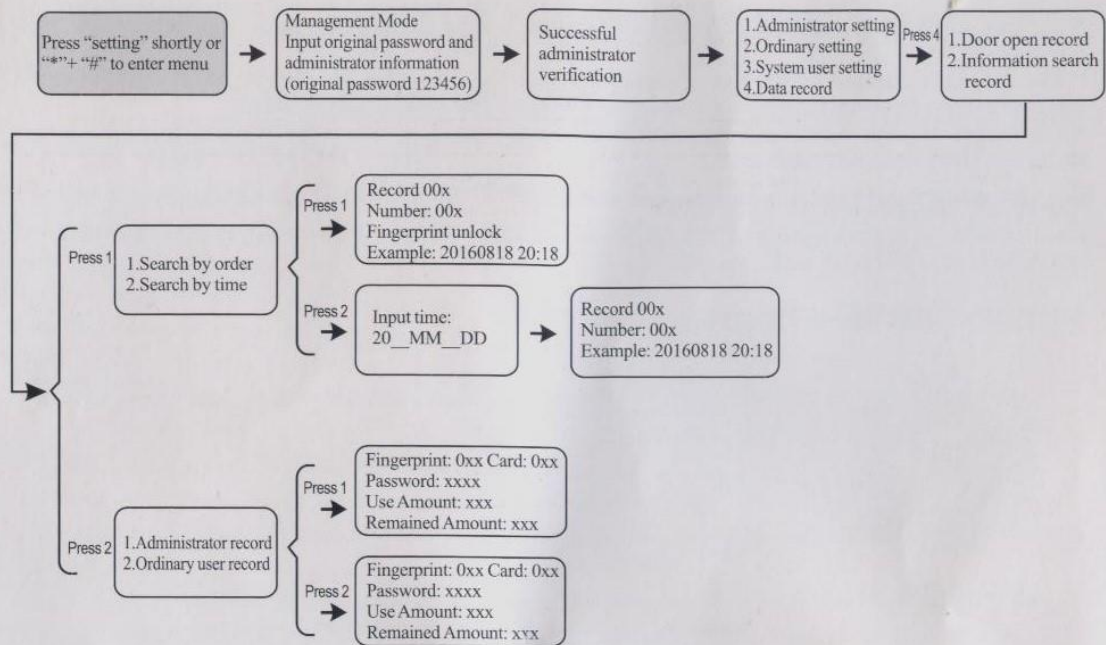 Press “setting” shortly or
“*”+ “#” to enter menu
Management Mode
Input original password and
administrator information
(original password 123456)
Successful
administrator
verification
1.Administrator setting
2.Ordinary setting
3.System user setting
4.Data record
Press 4
1.Door open record
2.Information search
record
Press 1
1.Search by order
2.Search by time
Press 1
Record 00x
Number: 00x
Fingerprint unlock
Example: 20160818 20:18
Press 2
Input time:
20__MM__DD
Record 00x
Number: 00x
Example: 20160818 20:18
Press 2
1.Administrator record
2.Ordinary user record
Press 1
Fingerprint: 0xx Card: 0xx
Password: xxxx
Use Amount: xxx
Remained Amount: xxx
Press 2
Fingerprint: 0xx Card: 0xx
Password: xxxx
Use Amount: xxx
Remained Amount: xxx